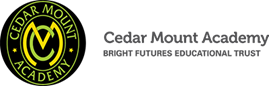 CEDAR MOUNT
ACADEMY
Cedar Mount Academy
BRIGHT FUTURES EDUCATIONAL TRUST